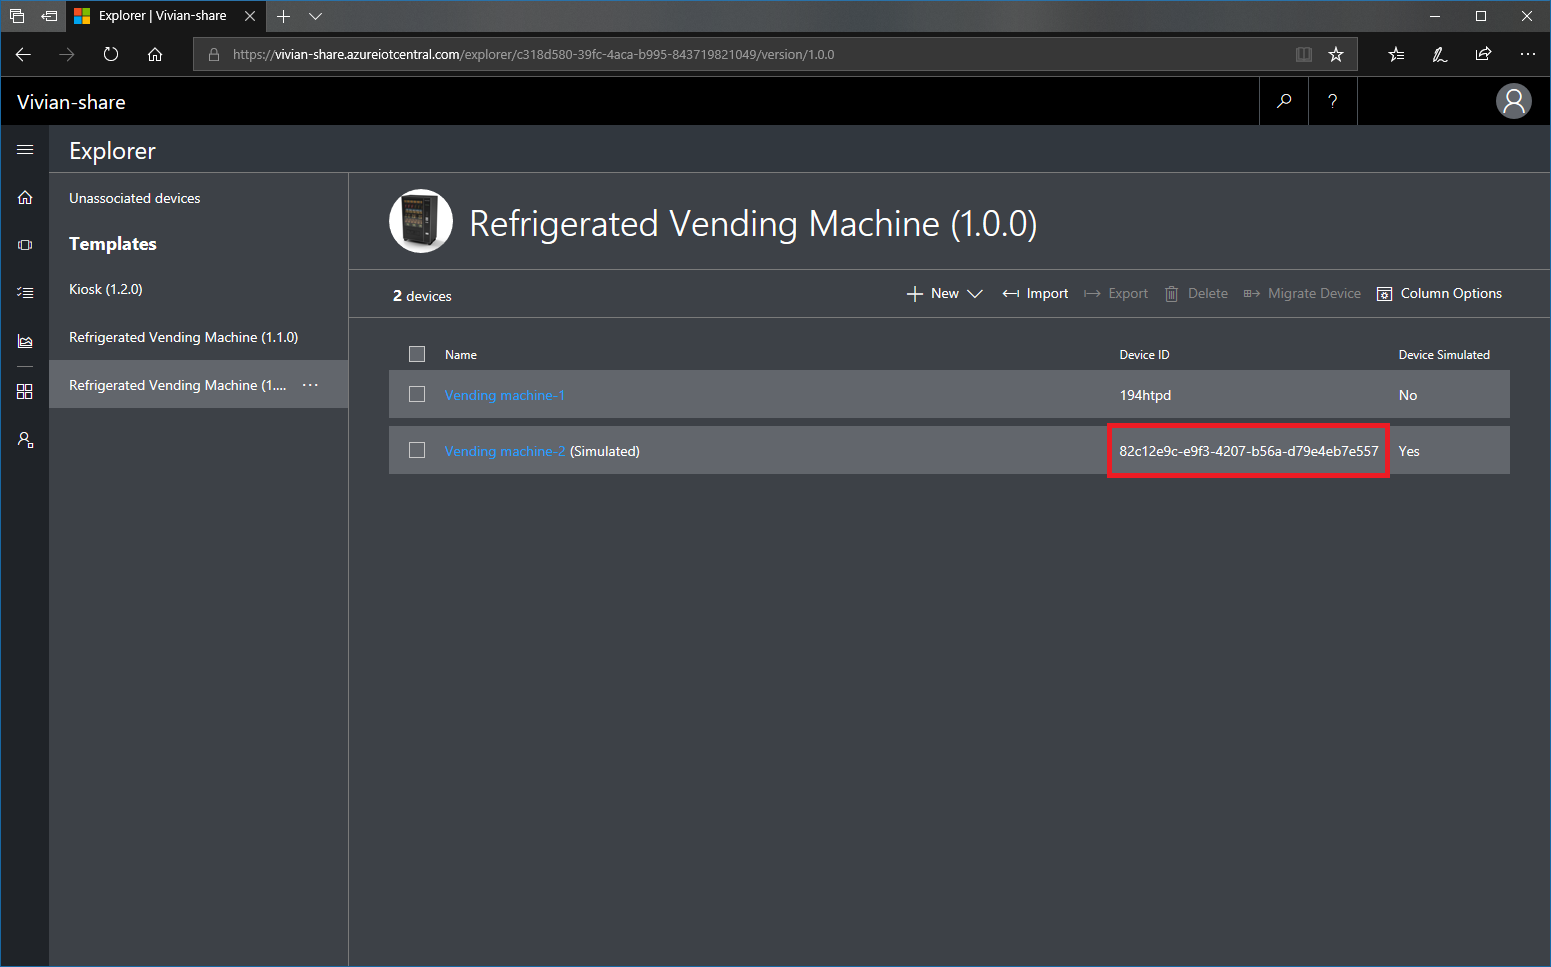 Explorer | Vivian-share
https://vivian-share.azureiotcentral.com/explorer/c318d580-39fc-4aca-b995-843719821049/version/1.0.0
Vivian-share
?
Explorer
Unassociated devices
Templates
Kiosk (1.2.0)
Refrigerated Vending Machine (1.1.0)
Refrigerated Vending Machine (1.... ...
Refrigerated Vending Machine (1.0.0)
2 devices
New Import Export Delete Migrate Device Column Options
Name Device ID Device Simulated
Vending machine-1 194htpd No
Vending machine-2 (Simulated) 82c12e9c-e9f3-4207-b56a-d79e4eb7e557 Yes